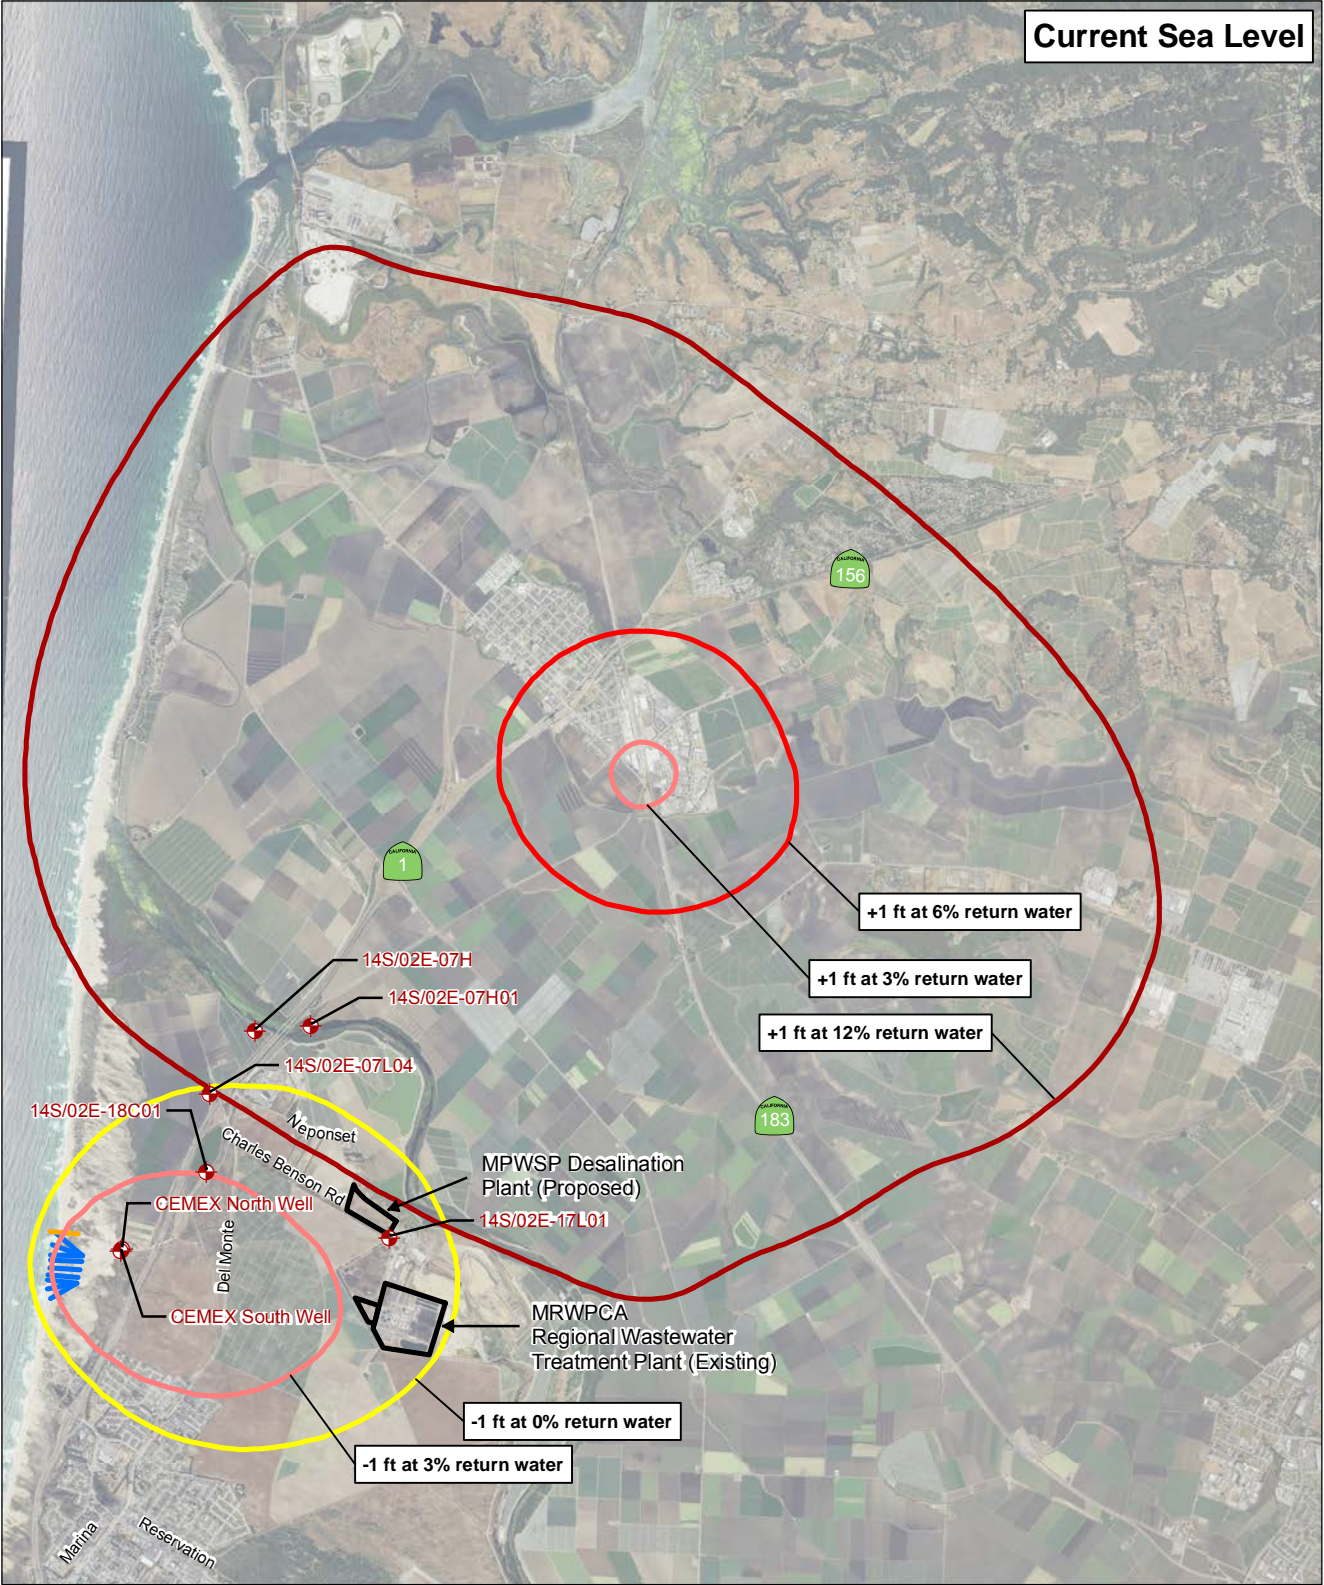 Current Sea Level
CALIFORNIA
156
CALIFORNIA
1
+1 ft at 6% return water
14S/02E-07H
+1 ft at 3% return water
14S/02E-07H01
+1 ft at 12% return water
14S/02E-07L04
14S/02E-18C01
CALIFORNIA
183
Neponset
Charles Benson Rd
MPWSP Desalination
Plant (Proposed)
CEMEX North Well
14S/02E-17L01
Del Monte
CEMEX South Well
MRWPCA
Regional Wastewater
Treatment Plant (Existing)
-1 ft at 0% return water
-1 ft at 3% return water
Marina
Reservation